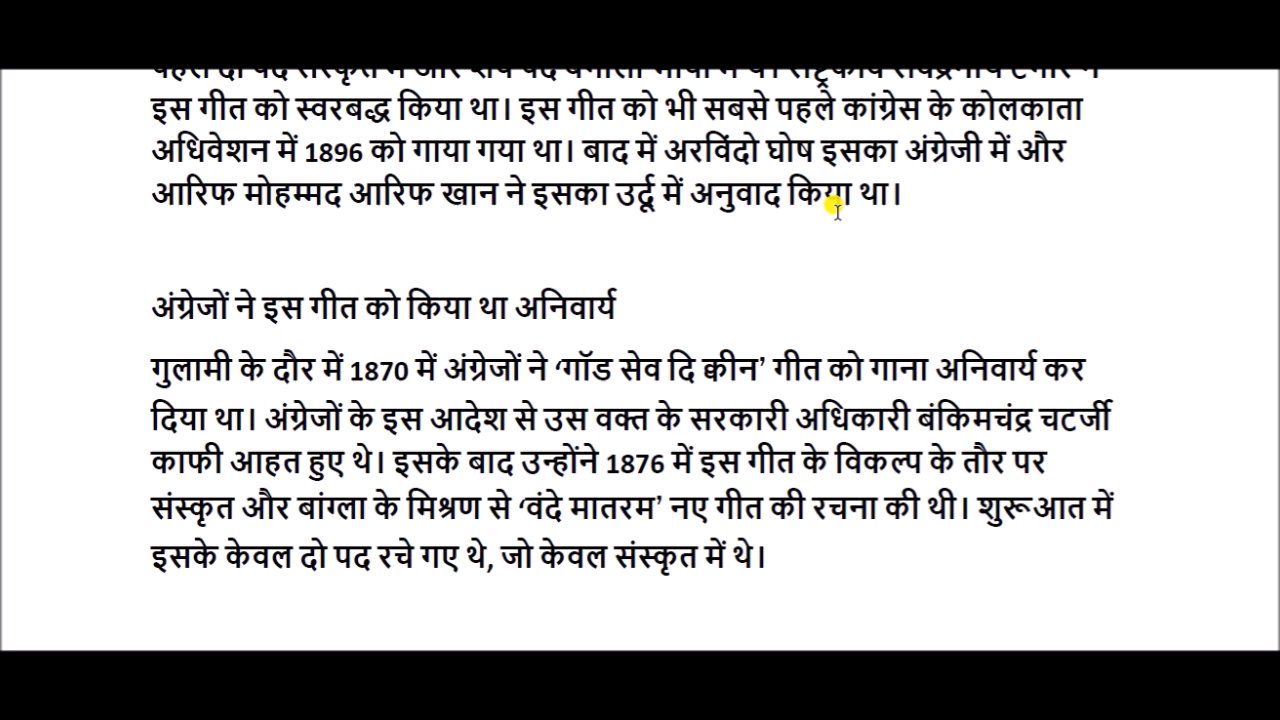 इस गीत को स्वरबद्ध किया था। इस गीत को भी सबसे पहले कांग्रेस के कोलकाता
अधिवेशन में 1896 को गाया गया था। बाद में अरविंदो घोष इसका अंग्रेजी में और
आरिफ मोहम्मद आरिफ खान ने इसका उर्दू में अनुवाद किया था।
अंग्रेजों ने इस गीत को किया था अनिवार्य
गुलामी के दौर में 1870 में अंग्रेजों ने ‘गॉड सेव दि क्वीन’ गीत को गाना अनिवार्य कर
दिया था। अंग्रेजों के इस आदेश से उस वक्त के सरकारी अधिकारी बंकिमचंद्र चटर्जी
काफी आहत हुए थे। इसके बाद उन्होंने 1876 में इस गीत के विकल्प के तौर पर
संस्कृत और बांग्ला के मिश्रण से ‘वंदे मातरम’ नए गीत की रचना की थी। शुरूआत में
इसके केवल दो पद रचे गए थे, जो केवल संस्कृत में थे।